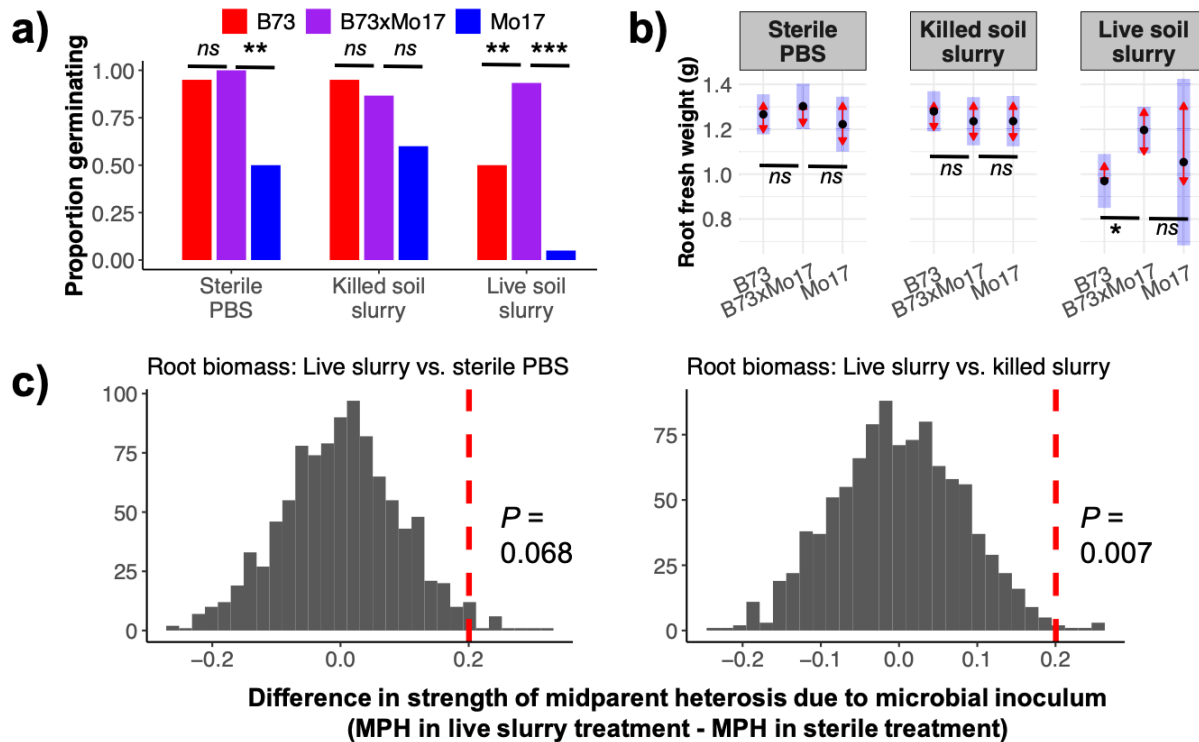 a)
B73 B73xMo17 Mo17
ns ** ns ns ** ***
Proportion germinating
1.00
0.75
0.50
0.25
0.00
Sterile PBS
Killed soil slurry
Live soil slurry
b)
Sterile PBS
Killed soil slurry
Live soil slurry
Root fresh weight (g)
1.4
1.2
1.0
0.8
ns ns
ns ns
* ns
B73 B73xMo17 Mo17
B73 B73xMo17 Mo17
B73 B73xMo17 Mo17
c)
Root biomass: Live slurry vs. sterile PBS
100
75
50
25
0
P =
0.068
−0.2 0.0 0.2
Root biomass: Live slurry vs. killed slurry
75
50
25
0
P =
0.007
−0.2 −0.1 0.0 0.1 0.2
Difference in strength of midparent heterosis due to microbial inoculum
(MPH in live slurry treatment - MPH in sterile treatment)